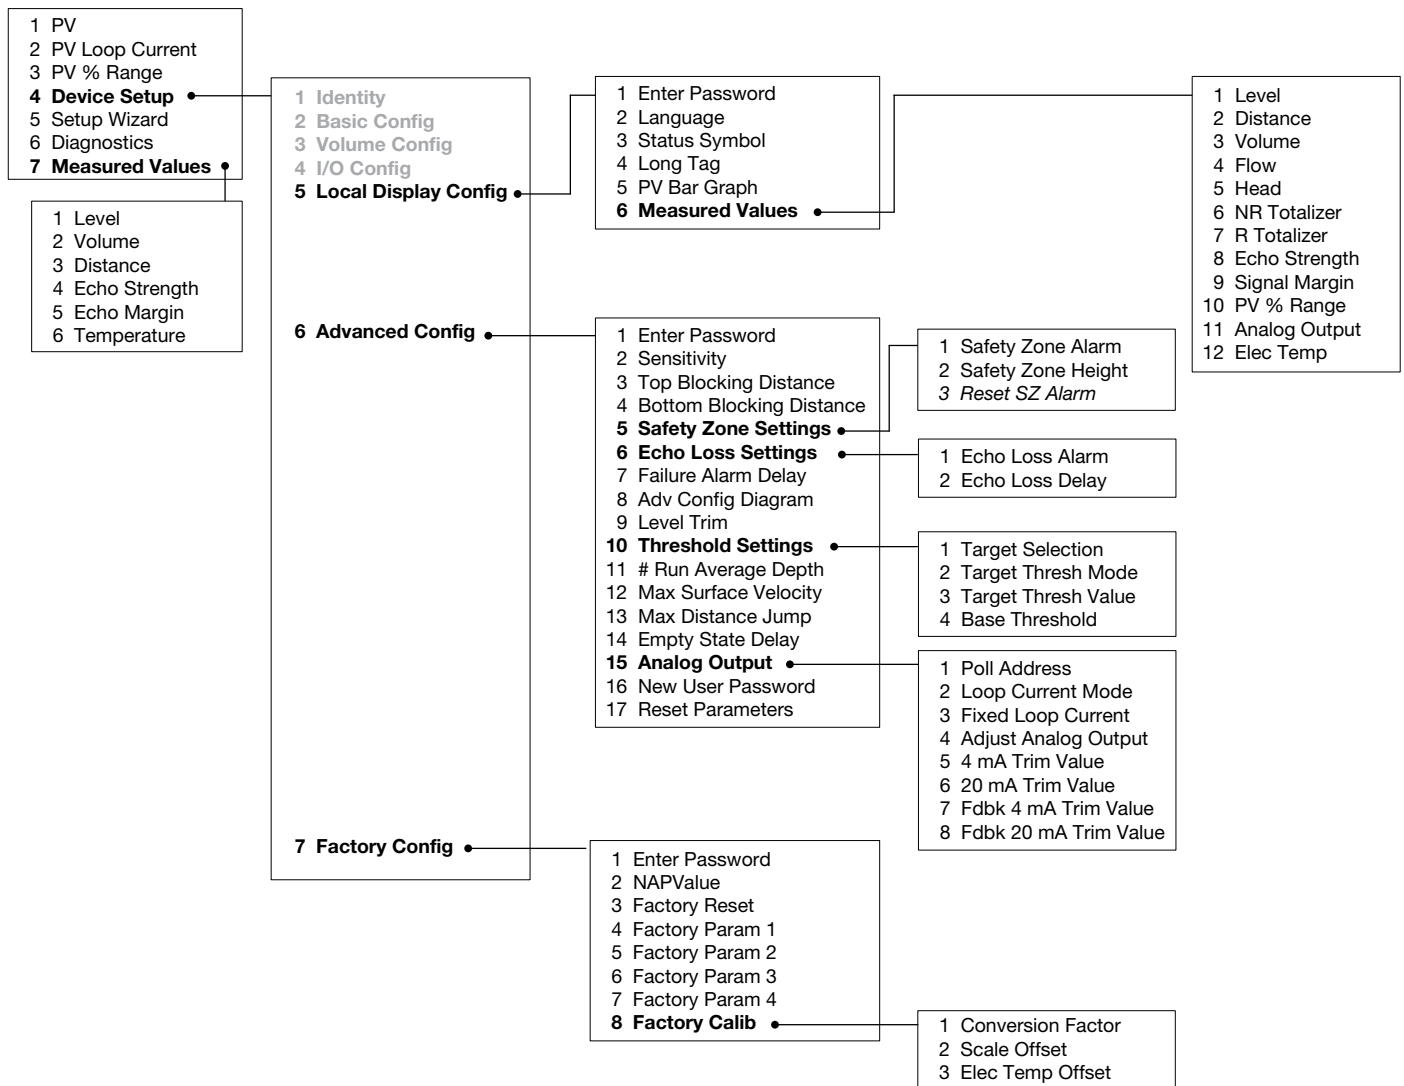 1 PV
2 PV Loop Current
3 PV % Range
4 Device Setup
5 Setup Wizard
6 Diagnostics
7 Measured Values
1 Level
2 Volume
3 Distance
4 Echo Strength
5 Echo Margin
6 Temperature
1 Identity
2 Basic Config
3 Volume Config
4 I/O Config
5 Local Display Config
6 Advanced Config
7 Factory Config
1 Enter Password
2 Language
3 Status Symbol
4 Long Tag
5 PV Bar Graph
6 Measured Values
1 Level
2 Distance
3 Volume
4 Flow
5 Head
6 NR Totalizer
7 R Totalizer
8 Echo Strength
9 Signal Margin
10 PV % Range
11 Analog Output
12 Elec Temp
1 Enter Password
2 Sensitivity
3 Top Blocking Distance
4 Bottom Blocking Distance
5 Safety Zone Settings
6 Echo Loss Settings
7 Failure Alarm Delay
8 Adv Config Diagram
9 Level Trim
10 Threshold Settings
11 # Run Average Depth
12 Max Surface Velocity
13 Max Distance Jump
14 Empty State Delay
15 Analog Output
16 New User Password
17 Reset Parameters
1 Safety Zone Alarm
2 Safety Zone Height
3 Reset SZ Alarm
1 Echo Loss Alarm
2 Echo Loss Delay
1 Target Selection
2 Target Thresh Mode
3 Target Thresh Value
4 Base Threshold
1 Poll Address
2 Loop Current Mode
3 Fixed Loop Current
4 Adjust Analog Output
5 4 mA Trim Value
6 20 mA Trim Value
7 Fdbk 4 mA Trim Value
8 Fdbk 20 mA Trim Value
1 Enter Password
2 NAPValue
3 Factory Reset
4 Factory Param 1
5 Factory Param 2
6 Factory Param 3
7 Factory Param 4
8 Factory Calib
1 Conversion Factor
2 Scale Offset
3 Elec Temp Offset